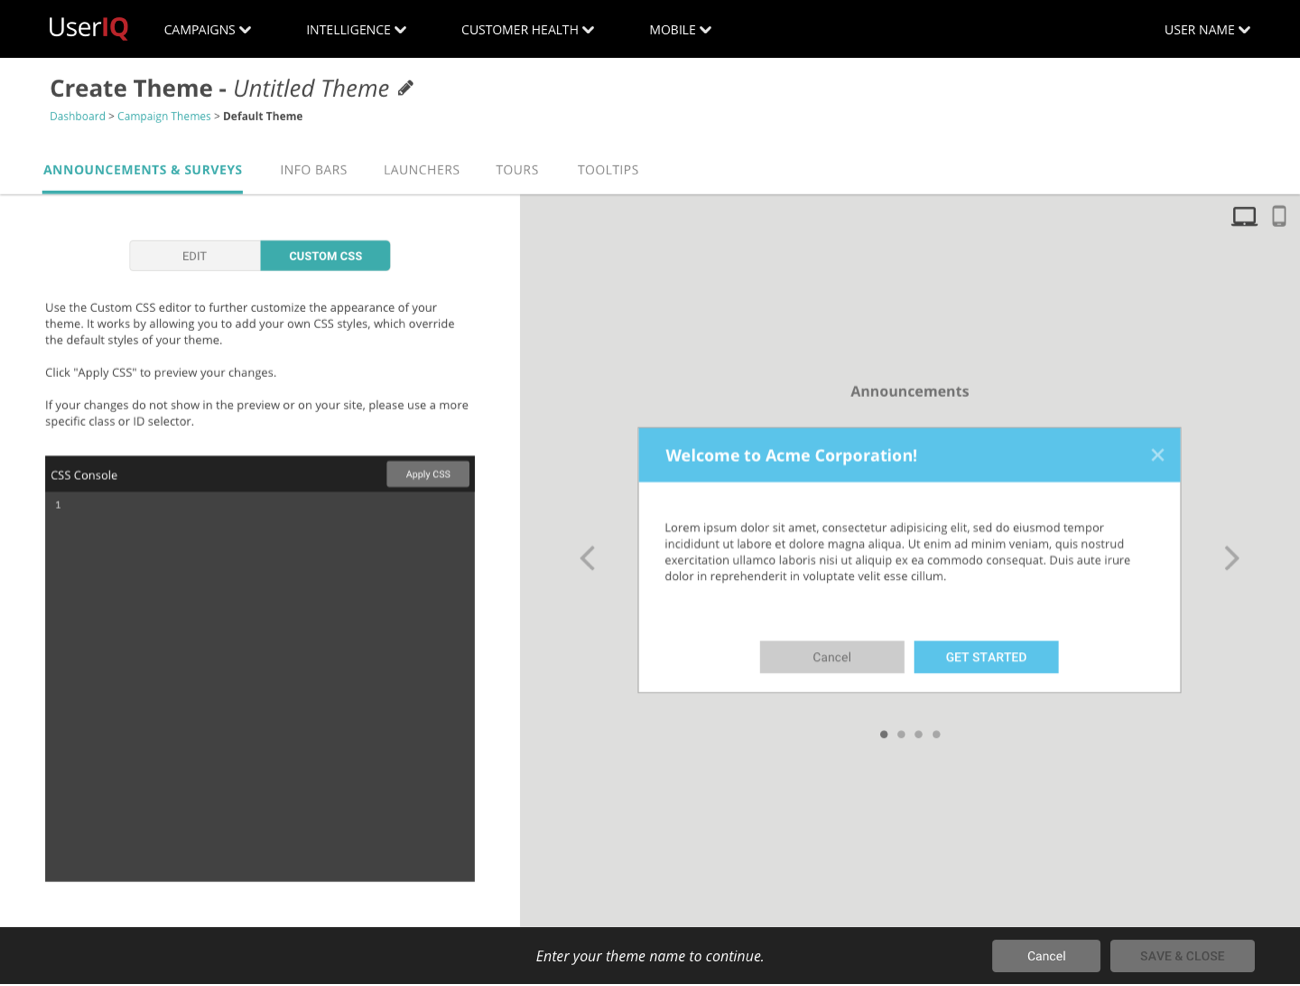 UserIQ
CAMPAIGNS
INTELLIGENCE
CUSTOMER HEALTH
MOBILE
USER NAME
Create Theme - Untitled Theme
Dashboard > Campaign Themes > Default Theme
ANNOUNCEMENTS & SURVEYS
INFO BARS
LAUNCHERS
TOURS
TOOLTIPS
EDIT
CUSTOM CSS
Use the Custom CSS editor to further customize the appearance of your
theme. It works by allowing you to add your own CSS styles, which override
the default styles of your theme.
Click "Apply CSS" to preview your changes.
If your changes do not show in the preview or on your site, please use a more
specific class or ID selector.
CSS Console
Apply CSS
1
Announcements
Welcome to Acme Corporation!
Lorem ipsum dolor sit amet, consectetur adipisicing elit, sed do eiusmod tempor
incididunt ut labore et dolore magna aliqua. Ut enim ad minim veniam, quis nostrud
exercitation ullamco laboris nisi ut aliquip ex ea commodo consequat. Duis aute irure
dolor in reprehenderit in voluptate velit esse cillum.
Cancel
GET STARTED
Enter your theme name to continue.
Cancel
SAVE & CLOSE